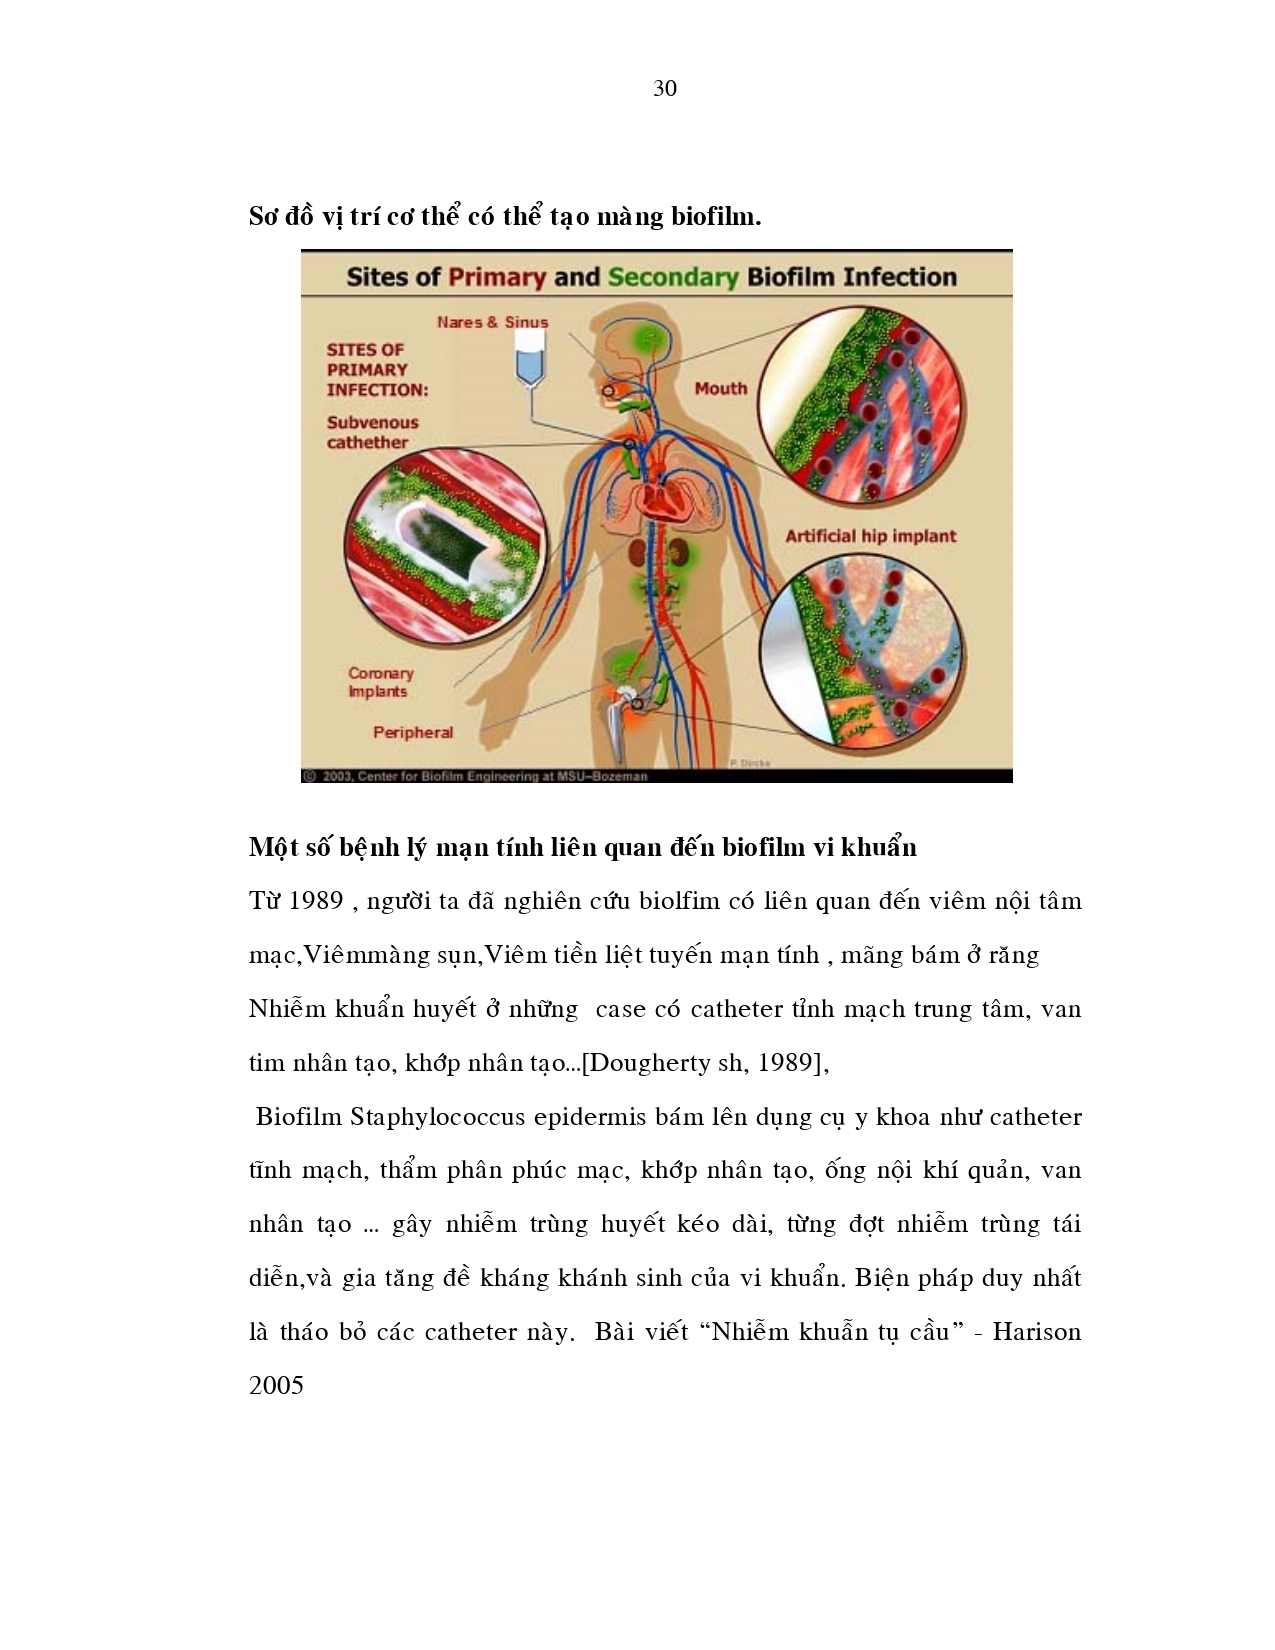 30
Sơ đồ vị trí cơ thể có thể tạo màng biofilm.
Sites of Primary and Secondary Biofilm Infection
Nares & Sinus
SITES OF
PRIMARY
INFECTION:
Subvenous
cathether
Mouth
Artificial hip implant
Coronary
Implants
Peripheral
P. Dirckx
© 2003, Center for Biofilm Engineering at MSU-Bozeman
Một số bệnh lý mạn tính liên quan đến biofilm vi khuẩn
Từ 1989 , người ta đã nghiên cứu biolfim có liên quan đến viêm nội tâm
mạc,Viêmmàng sụn,Viêm tiền liệt tuyến mạn tính , mãng bám ở răng
Nhiễm khuẩn huyết ở những case có catheter tỉnh mạch trung tâm, van
tim nhân tạo, khớp nhân tạo...[Dougherty sh, 1989],
Biofilm Staphylococcus epidermis bám lên dụng cụ y khoa như catheter
tĩnh mạch, thẩm phân phúc mạc, khớp nhân tạo, ống nội khí quản, van
nhân tạo ... gây nhiễm trùng huyết kéo dài, từng đợt nhiễm trùng tái
diễn,và gia tăng đề kháng khánh sinh của vi khuẩn. Biện pháp duy nhất
là tháo bỏ các catheter này. Bài viết “Nhiễm khuẫn tụ cầu” - Harison
2005